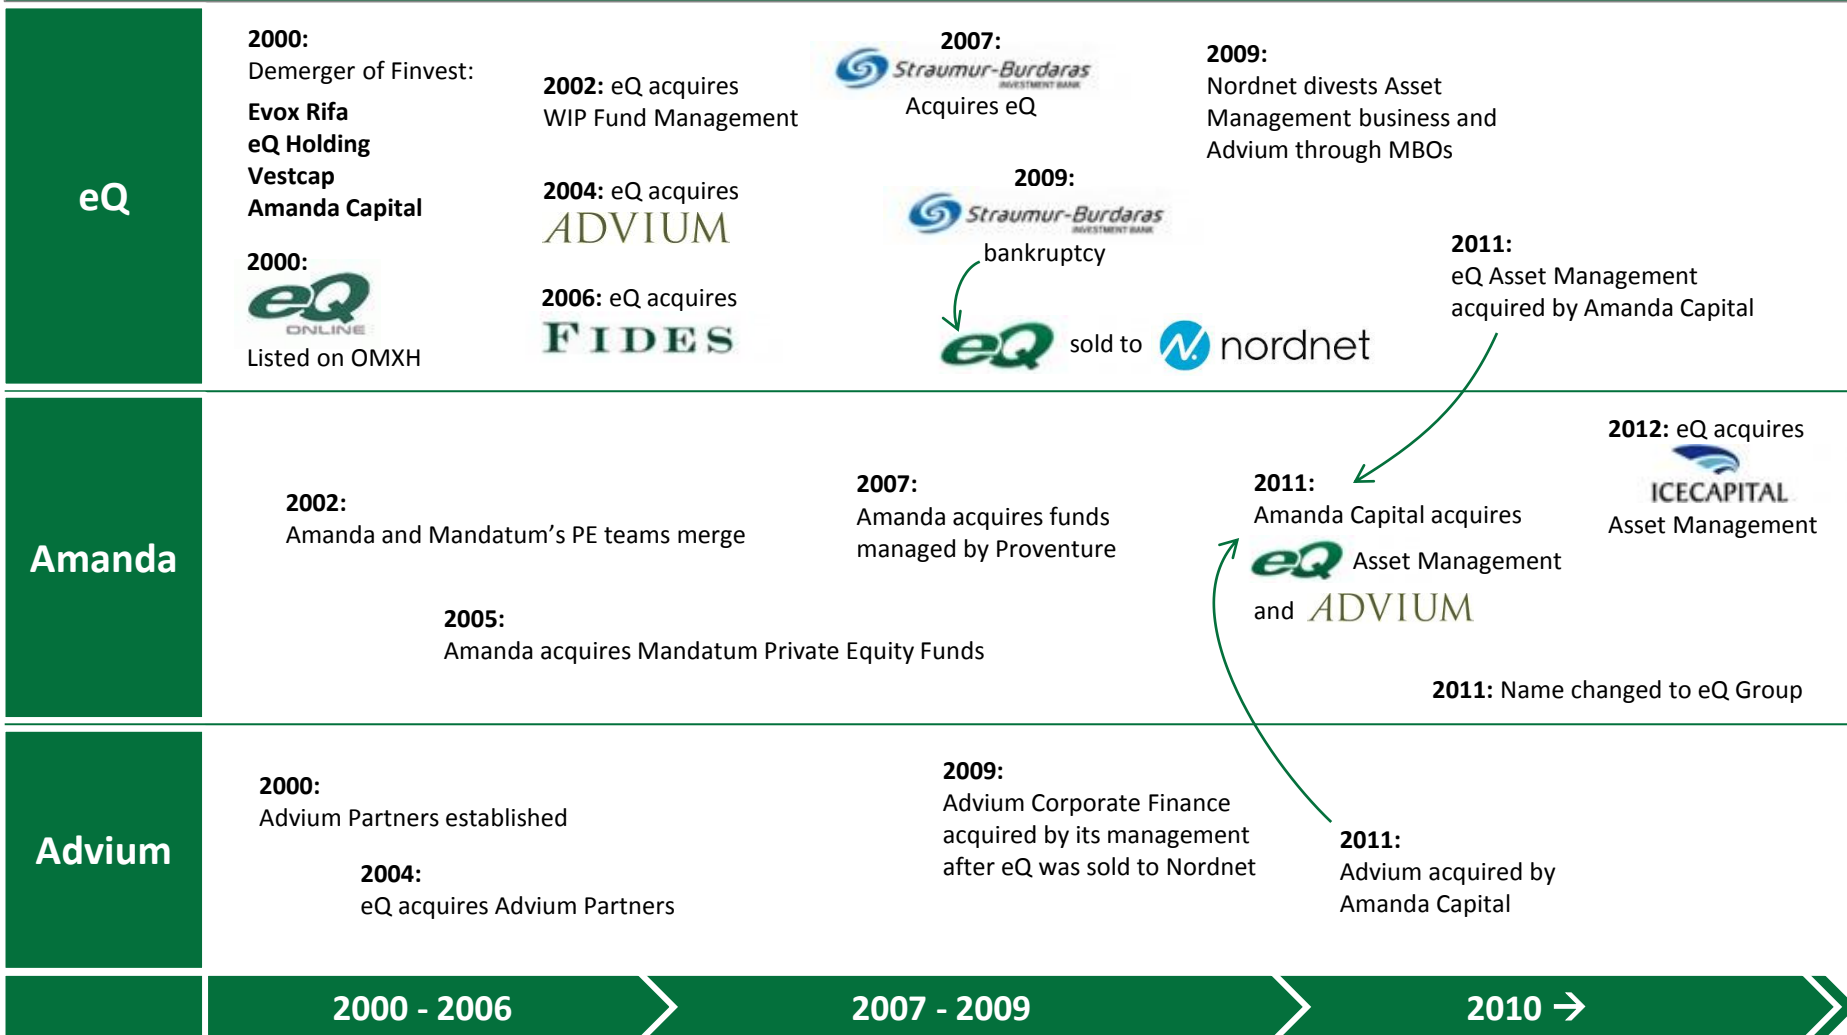 eQ
2000:
Demerger of Finvest:
Evox Rifa
eQ Holding
Vestcap
Amanda Capital
2000:
eQ
ONLINE
Listed on OMXH
2002: eQ acquires
WIP Fund Management
2004: eQ acquires
ADVIUM
2006: eQ acquires
FIDES
2007:
Straumur-Burdaras
INVESTMENT BANK
Acquires eQ
2009:
Straumur-Burdaras
INVESTMENT BANK
bankruptcy
eQ sold to N. nordnet
2009:
Nordnet divests Asset
Management business and
Advium through MBOs
2011:
eQ Asset Management
acquired by Amanda Capital
Amanda
2002:
Amanda and Mandatum’s PE teams merge
2005:
Amanda acquires Mandatum Private Equity Funds
2007:
Amanda acquires funds
managed by Proventure
2011:
Amanda Capital acquires
eQ Asset Management
and ADVIUM
2012: eQ acquires
ICECAPITAL
Asset Management
2011: Name changed to eQ Group
Advium
2000:
Advium Partners established
2004:
eQ acquires Advium Partners
2009:
Advium Corporate Finance
acquired by its management
after eQ was sold to Nordnet
2011:
Advium acquired by
Amanda Capital
2000 - 2006
2007 - 2009
2010 →